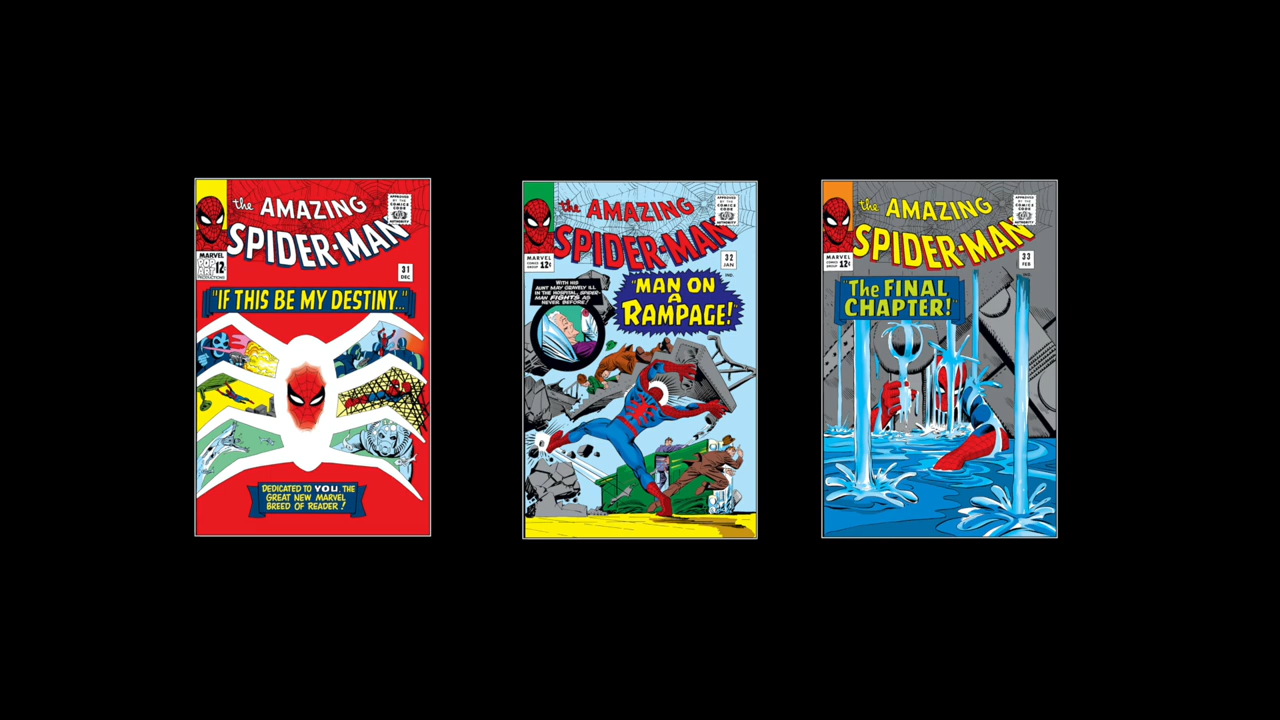 the AMAZING
SPIDER-MAN
APPROVED
BY THE
COMICS
CODE
AUTHORITY
MARVEL
POP
ART
PRODUCTIONS
12¢
31
DEC
"IF THIS BE MY DESTINY..."
DEDICATED TO YOU, THE
GREAT NEW MARVEL
BREED OF READER!
the AMAZING
SPIDER-MAN
APPROVED
BY THE
COMICS
CODE
AUTHORITY
MARVEL
COMICS
GROUP
12¢
32
JAN
IND.
WITH HIS
AUNT MAY GRAVELY ILL
IN THE HOSPITAL, SPIDER-
MAN FIGHTS AS
NEVER BEFORE!
"MAN ON
A
RAMPAGE!"
the AMAZING
SPIDER-MAN
APPROVED
BY THE
COMICS
CODE
AUTHORITY
MARVEL
COMICS
GROUP
12¢
33
FEB
"The FINAL
CHAPTER!"